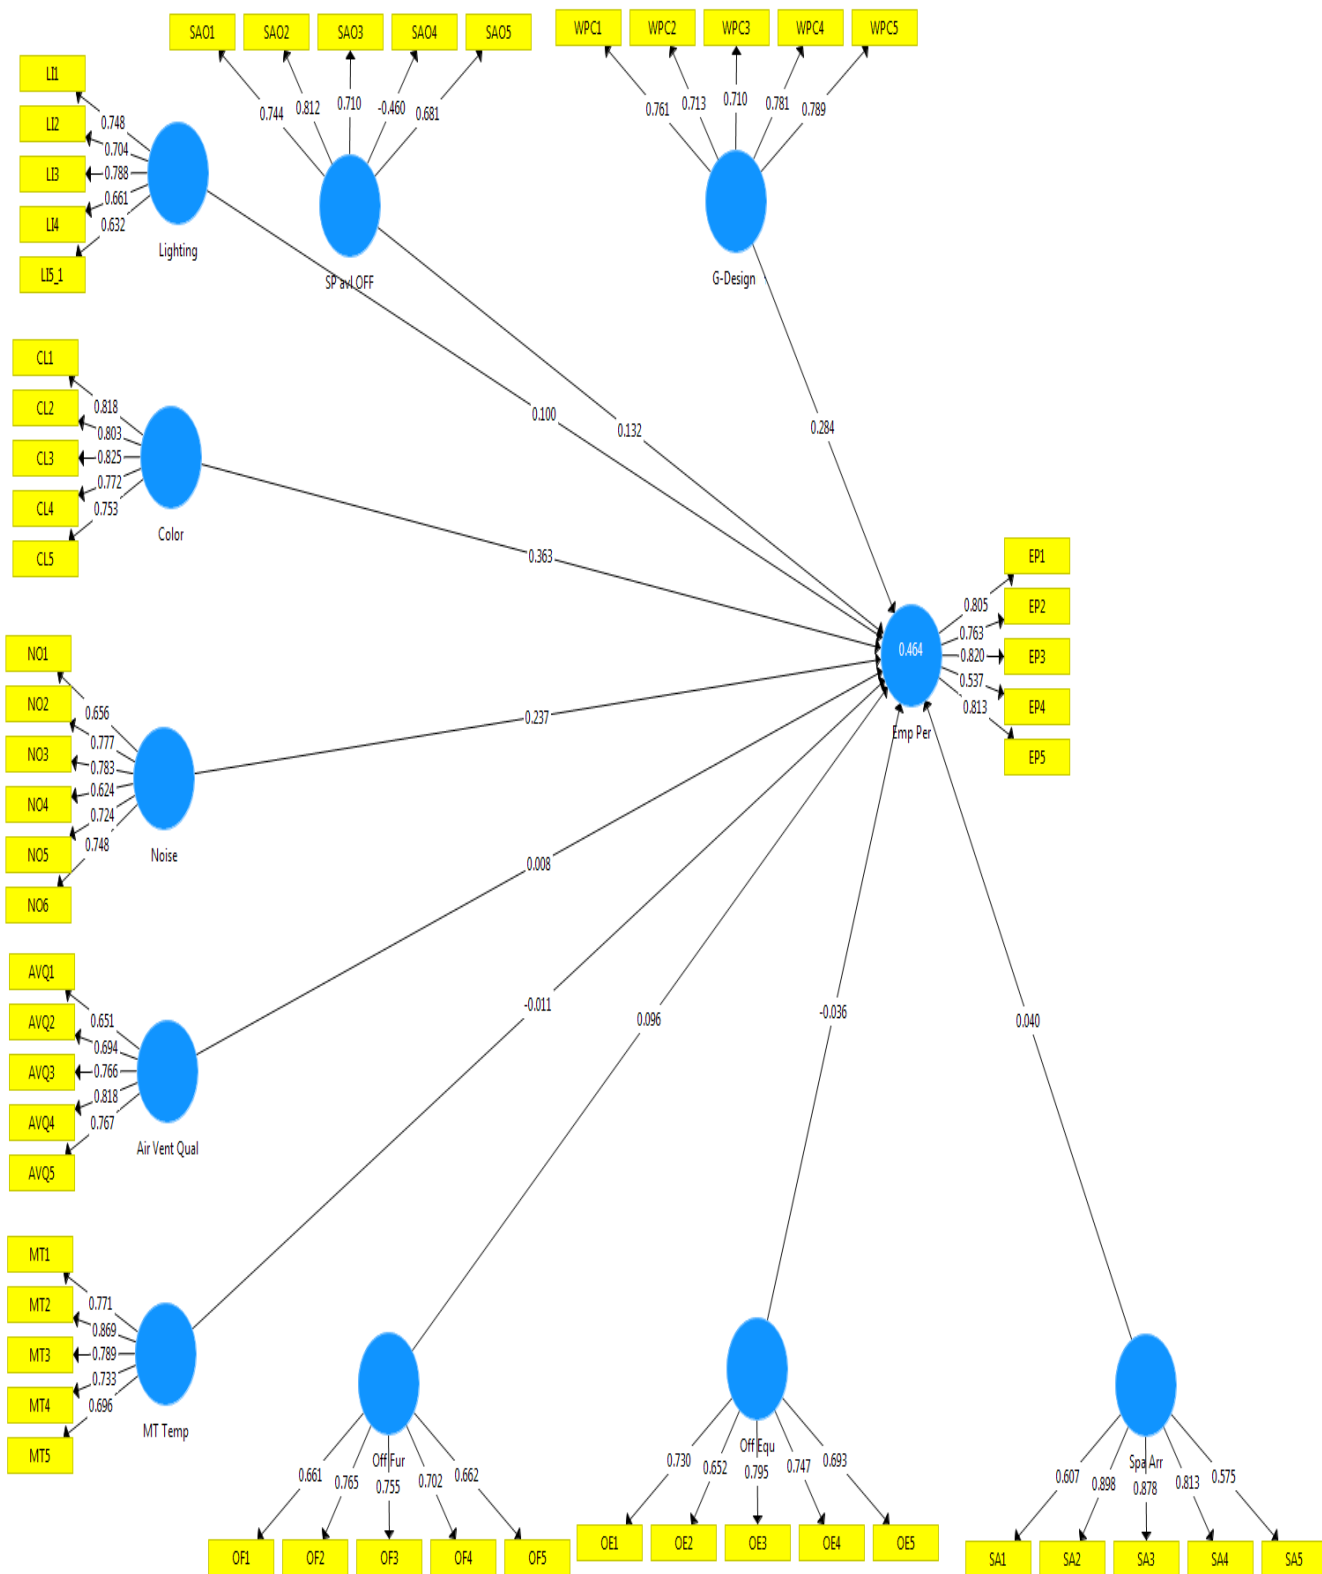 SAO1
SAO2
SAO3
SAO4
SAO5
0.744
0.812
0.710
-0.460
0.681
SP avl OFF
WPC1
WPC2
WPC3
WPC4
WPC5
0.761
0.713
0.710
0.781
0.789
G-Design
LI1
LI2
LI3
LI4
LI5_1
0.748
0.704
0.788
0.661
0.632
Lighting
CL1
CL2
CL3
CL4
CL5
0.818
0.803
0.825
0.772
0.753
Color
0.100
0.132
0.284
0.363
NO1
NO2
NO3
NO4
NO5
NO6
0.656
0.777
0.783
0.624
0.724
0.748
Noise
0.237
0.464
Emp Per
EP1
EP2
EP3
EP4
EP5
0.805
0.763
0.820
0.537
0.813
AVQ1
AVQ2
AVQ3
AVQ4
AVQ5
0.651
0.694
0.766
0.818
0.767
Air Vent Qual
0.008
-0.011
0.096
-0.036
0.040
MT1
MT2
MT3
MT4
MT5
0.771
0.869
0.789
0.733
0.696
MT Temp
Off Fur
0.661
0.765
0.755
0.702
0.662
OF1
OF2
OF3
OF4
OF5
Off Equ
0.730
0.652
0.795
0.747
0.693
OE1
OE2
OE3
OE4
OE5
Spa Arr
0.607
0.898
0.878
0.813
0.575
SA1
SA2
SA3
SA4
SA5